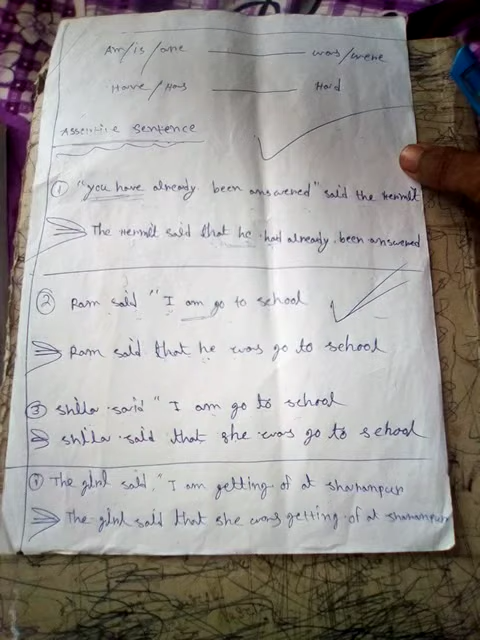 Am/is/are ———— was/were
Have/Has ———— Had
Assertive sentence
① "you have already been answered" said the Hermit
The Hermit said that he had already been answered
② Ram said "I am go to school
Ram said that he was go to school
③ shila said "I am go to school
shila said that she was go to school
④ The girl said, "I am getting of at sharanpur
The girl said that she was getting of at sharanpur